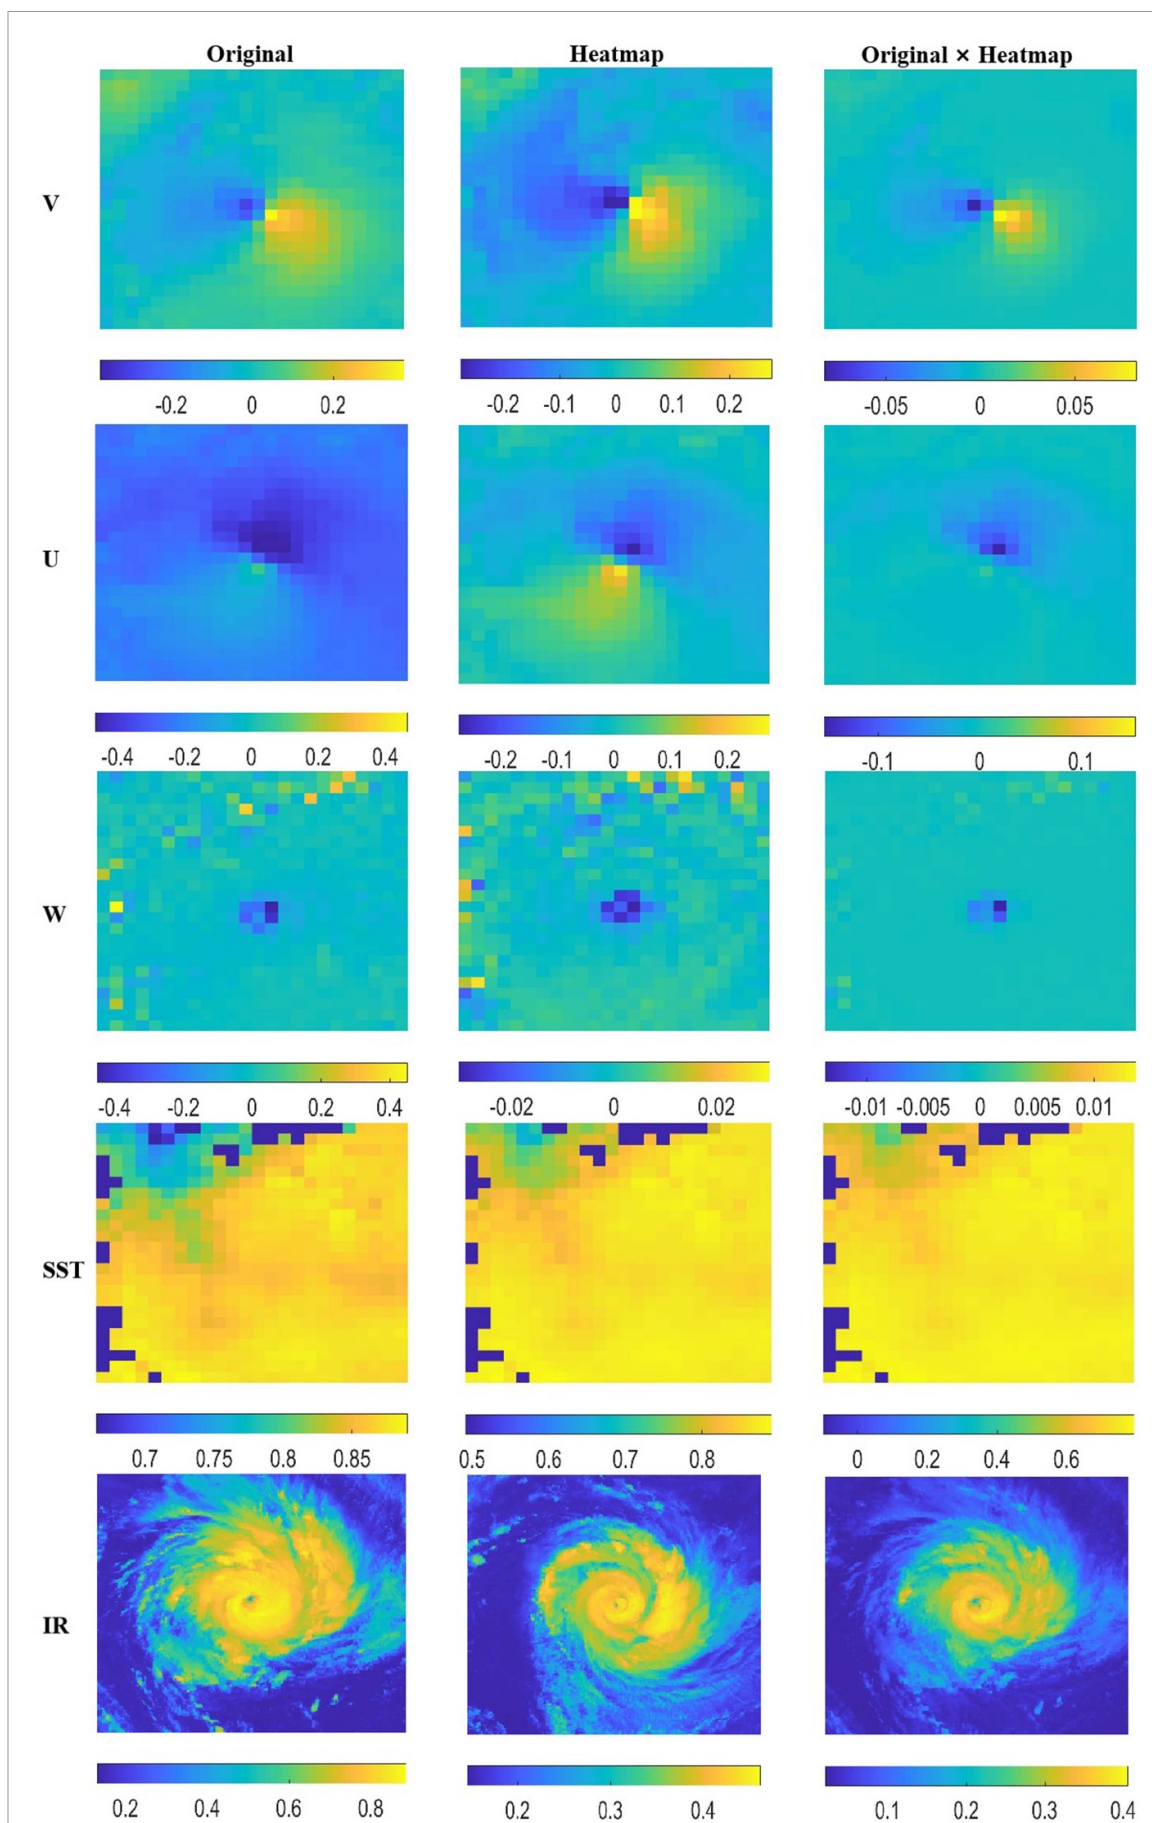 Original Heatmap Original × Heatmap
V
-0.2 0 0.2 -0.2 -0.1 0 0.1 0.2 -0.05 0 0.05
U
-0.4 -0.2 0 0.2 0.4 -0.2 -0.1 0 0.1 0.2 -0.1 0 0.1
W
-0.4 -0.2 0 0.2 0.4 -0.02 0 0.02 -0.01 -0.005 0 0.005 0.01
SST
0.7 0.75 0.8 0.85 0.5 0.6 0.7 0.8 0 0.2 0.4 0.6
IR
0.2 0.4 0.6 0.8 0.2 0.3 0.4 0.1 0.2 0.3 0.4